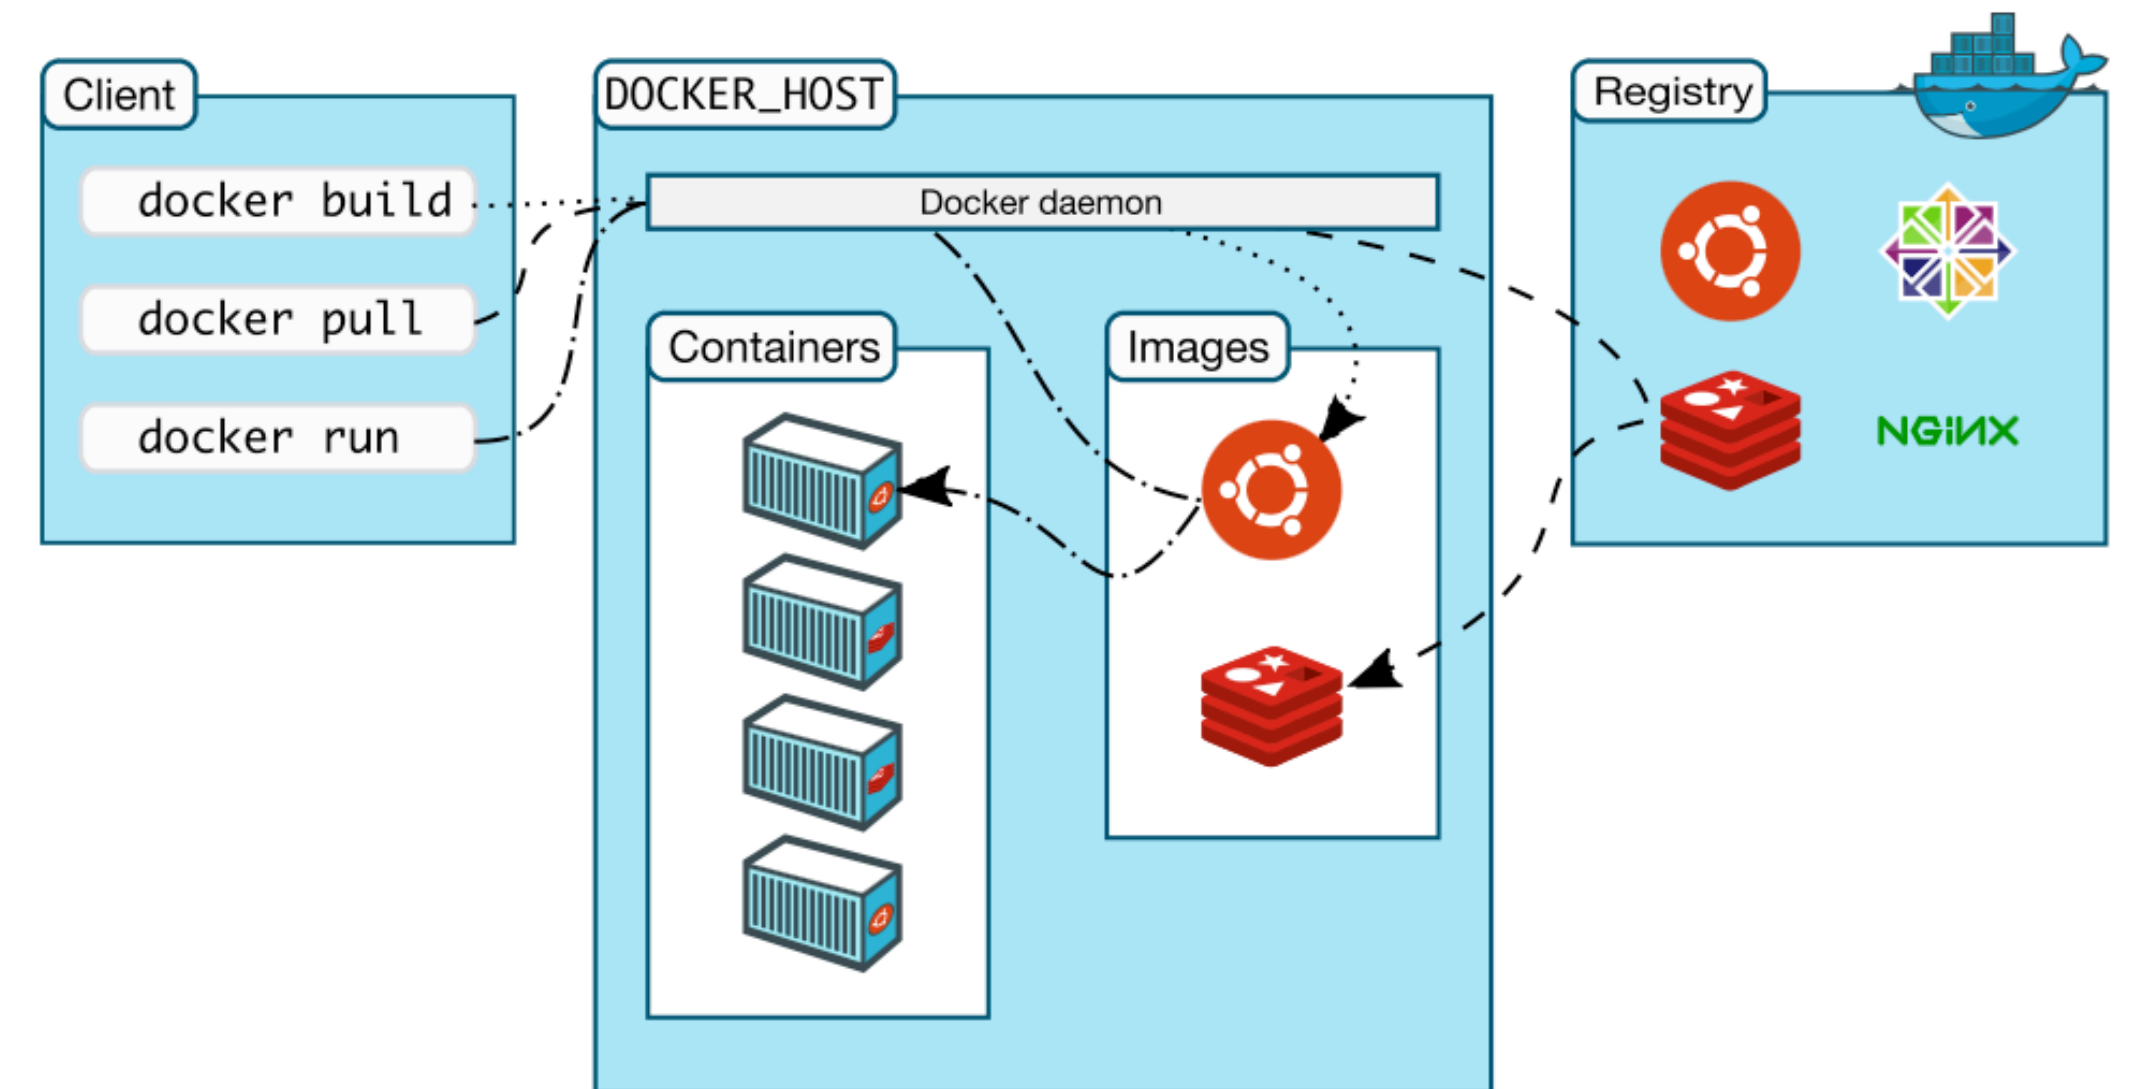 Client
docker build
docker pull
docker run
DOCKER_HOST
Docker daemon
Containers
Images
Registry
NGiNX